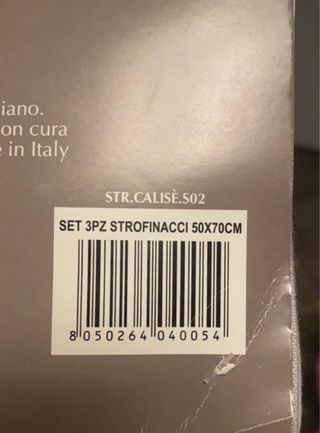 iano.
on cura
e in Italy
STR.CALISÈ.S02
SET 3PZ STROFINACCI 50X70CM
8 050264 040054